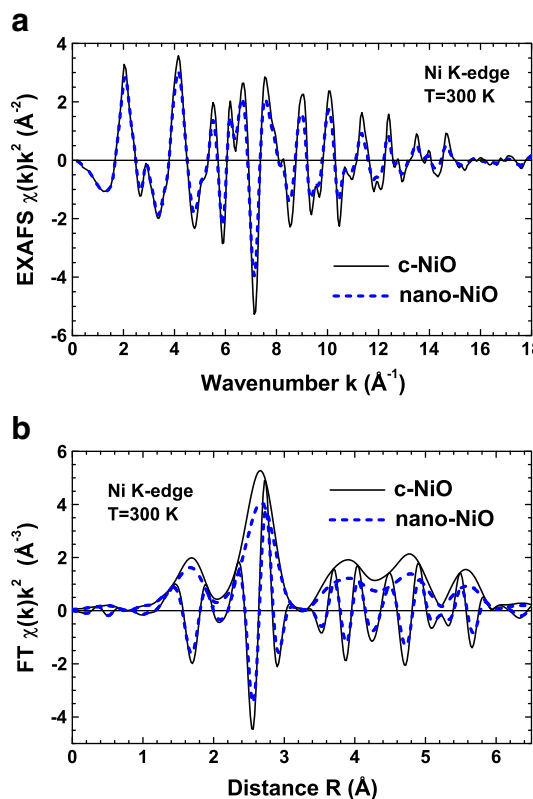 a
Ni K-edge
T=300 K
EXAFS χ(k)k² (Å⁻²)
4
2
0
-2
-4
-6
c-NiO
nano-NiO
0 2 4 6 8 10 12 14 16 18
Wavenumber k (Å⁻¹)
b
Ni K-edge
T=300 K
c-NiO
nano-NiO
FT χ(k)k² (Å⁻³)
6
4
2
0
-2
-4
0 1 2 3 4 5 6
Distance R (Å)